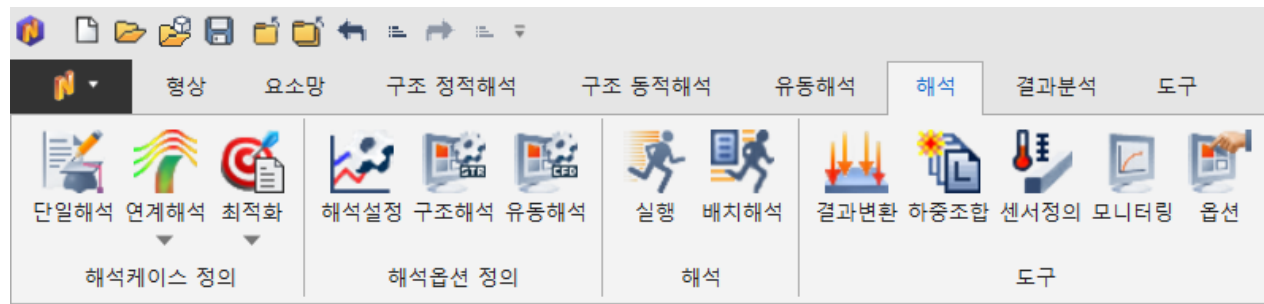 형상 요소망 구조 정적해석 구조 동적해석 유동해석 해석 결과분석 도구
STR CFD
단일해석 연계해석 최적화 해석설정 구조해석 유동해석 실행 배치해석 결과변환 하중조합 센서정의 모니터링 옵션
해석케이스 정의 해석옵션 정의 해석 도구